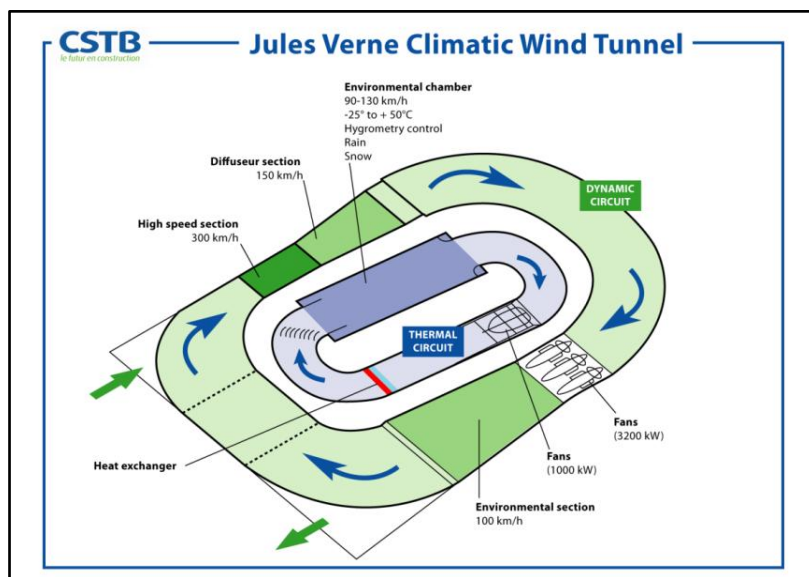 CSTB
le futur en construction
Jules Verne Climatic Wind Tunnel
Environmental chamber
90-130 km/h
-25° to + 50°C
Hygrometry control
Rain
Snow
Diffuseur section
150 km/h
High speed section
300 km/h
DYNAMIC
CIRCUIT
THERMAL
CIRCUIT
Heat exchanger
Fans
(3200 kW)
Fans
(1000 kW)
Environmental section
100 km/h